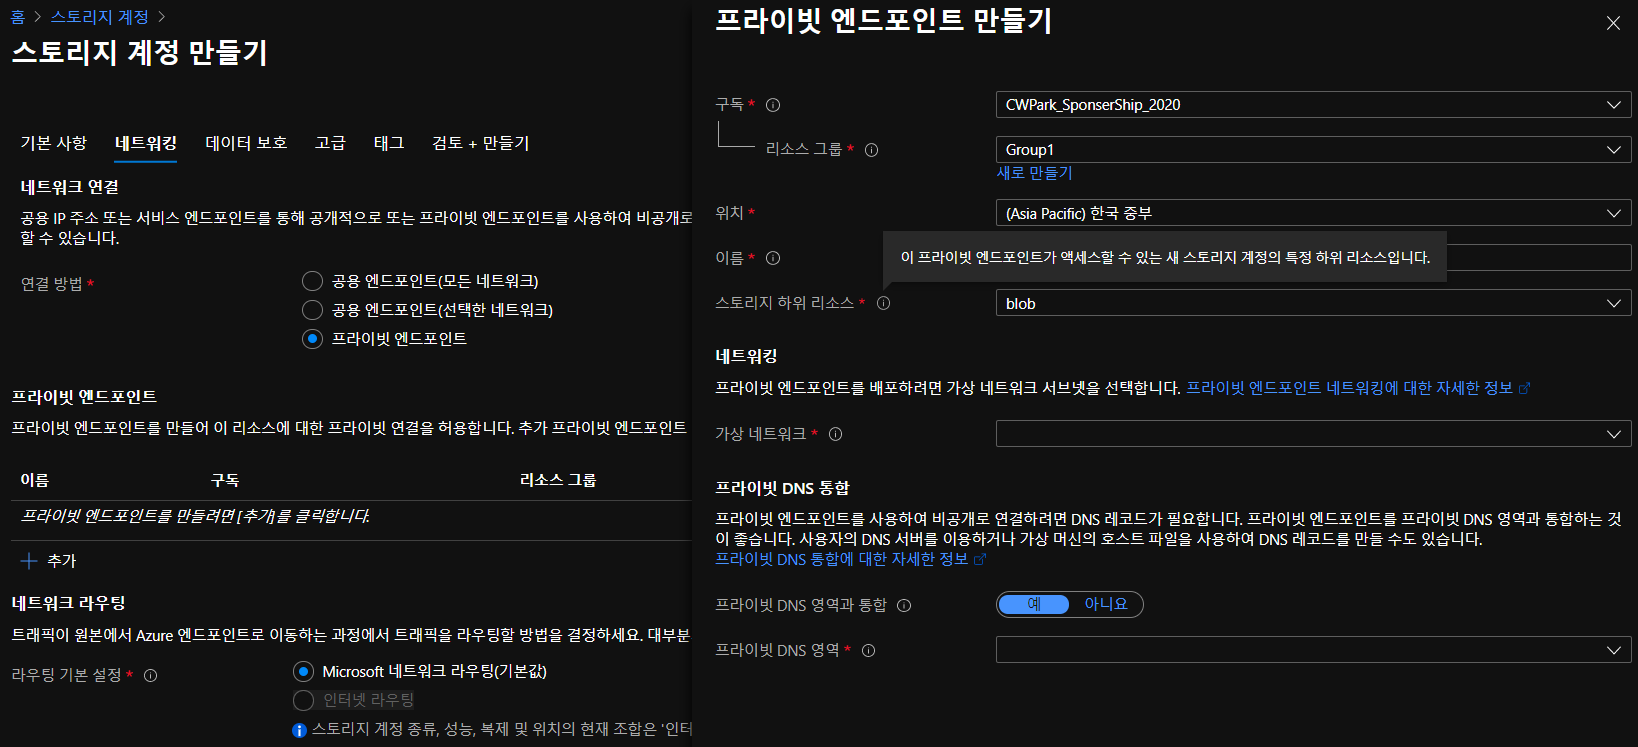 홈 > 스토리지 계정 >
스토리지 계정 만들기
기본 사항 네트워킹 데이터 보호 고급 태그 검토 + 만들기
네트워크 연결
공용 IP 주소 또는 서비스 엔드포인트를 통해 공개적으로 또는 프라이빗 엔드포인트를 사용하여 비공개로
할 수 있습니다.
연결 방법 *
공용 엔드포인트(모든 네트워크)
공용 엔드포인트(선택한 네트워크)
프라이빗 엔드포인트
프라이빗 엔드포인트
프라이빗 엔드포인트를 만들어 이 리소스에 대한 프라이빗 연결을 허용합니다. 추가 프라이빗 엔드포인트
이름 구독 리소스 그룹
프라이빗 엔드포인트를 만들려면 [추가]를 클릭합니다.
추가
네트워크 라우팅
트래픽이 원본에서 Azure 엔드포인트로 이동하는 과정에서 트래픽을 라우팅할 방법을 결정하세요. 대부분
라우팅 기본 설정 *
Microsoft 네트워크 라우팅(기본값)
인터넷 라우팅
스토리지 계정 종류, 성능, 복제 및 위치의 현재 조합은 '인터
프라이빗 엔드포인트 만들기
구독 * CWPark_SponserShip_2020
리소스 그룹 * Group1
새로 만들기
위치 * (Asia Pacific) 한국 중부
이름 *
이 프라이빗 엔드포인트가 액세스할 수 있는 새 스토리지 계정의 특정 하위 리소스입니다.
스토리지 하위 리소스 * blob
네트워킹
프라이빗 엔드포인트를 배포하려면 가상 네트워크 서브넷을 선택합니다. 프라이빗 엔드포인트 네트워킹에 대한 자세한 정보
가상 네트워크 *
프라이빗 DNS 통합
프라이빗 엔드포인트를 사용하여 비공개로 연결하려면 DNS 레코드가 필요합니다. 프라이빗 엔드포인트를 프라이빗 DNS 영역과 통합하는 것
이 좋습니다. 사용자의 DNS 서버를 이용하거나 가상 머신의 호스트 파일을 사용하여 DNS 레코드를 만들 수도 있습니다.
프라이빗 DNS 통합에 대한 자세한 정보
프라이빗 DNS 영역과 통합 예 아니요
프라이빗 DNS 영역 *